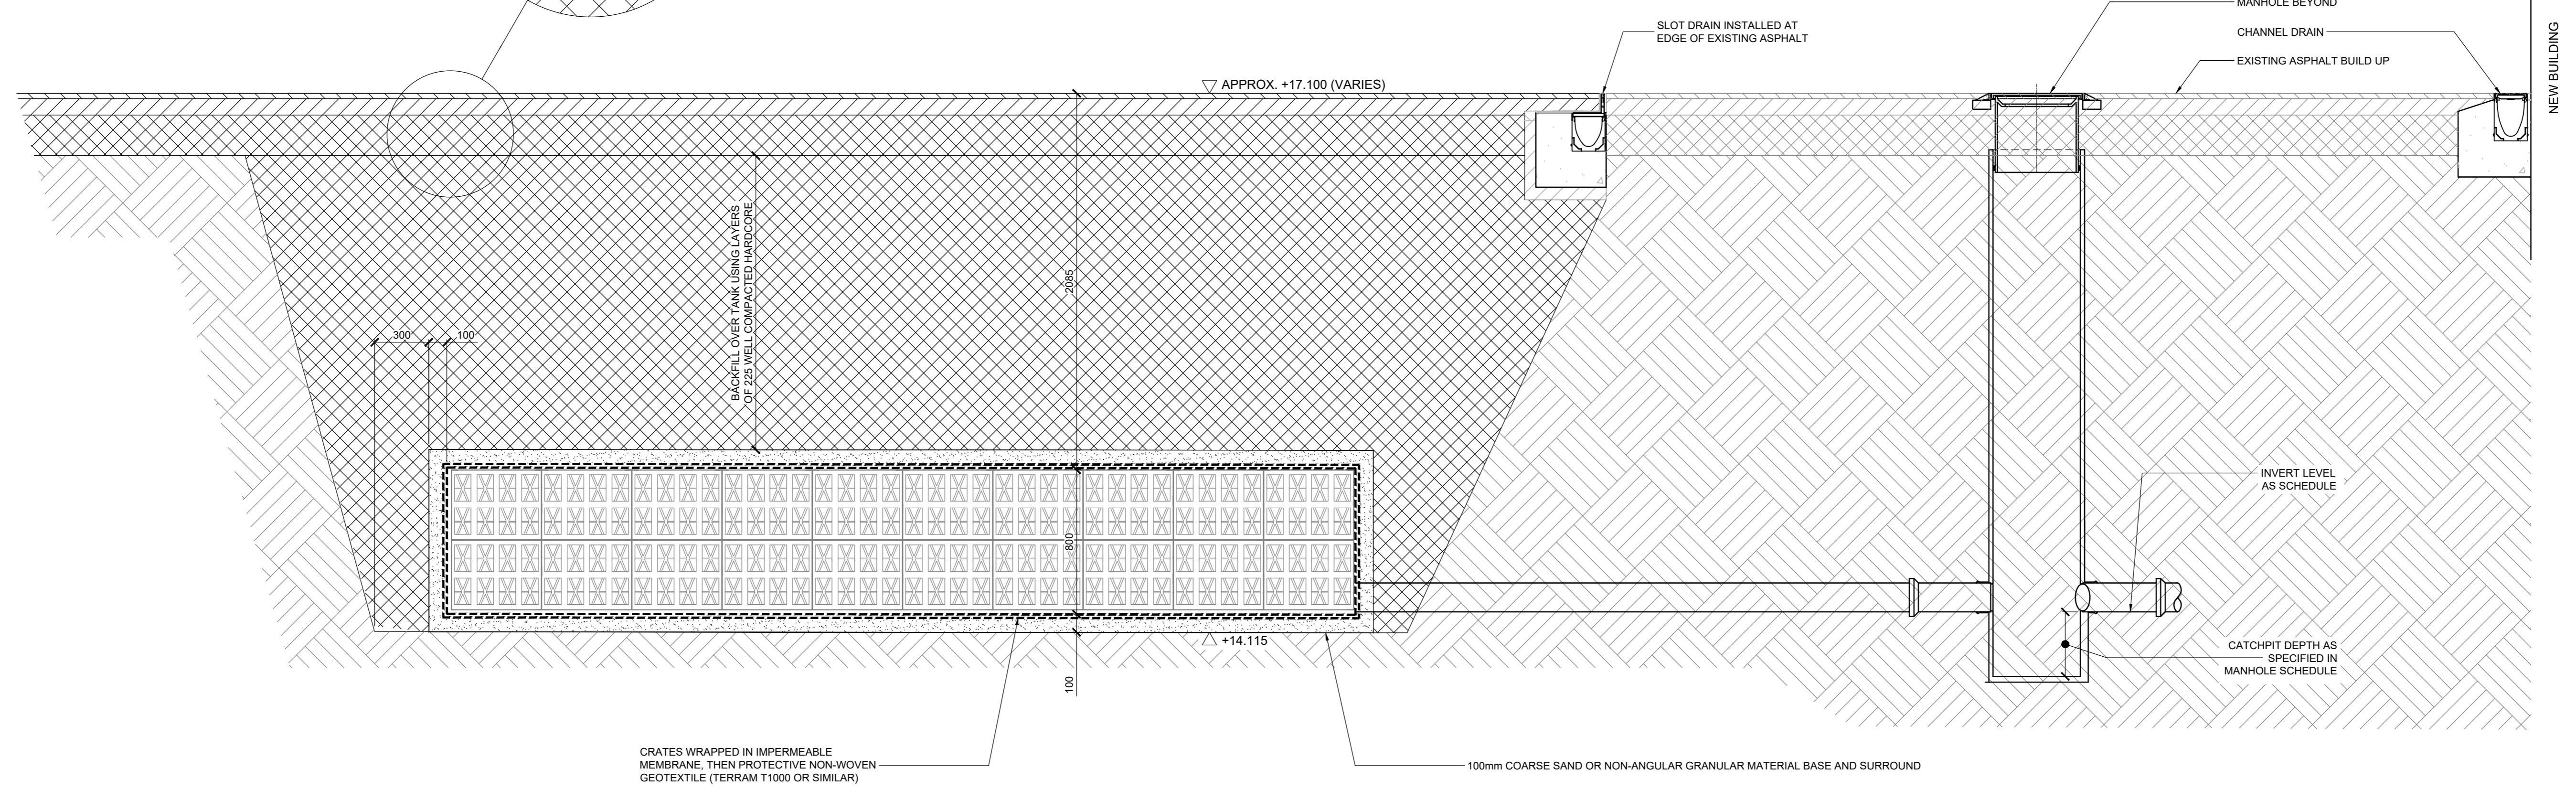 MANHOLE BEYOND
SLOT DRAIN INSTALLED AT
EDGE OF EXISTING ASPHALT
CHANNEL DRAIN
EXISTING ASPHALT BUILD UP
NEW BUILDING
APPROX. +17.100 (VARIES)
BACKFILL OVER TANK USING LAYERS
OF 225 WELL COMPACTED HARDCORE
2085
300
100
800
INVERT LEVEL
AS SCHEDULE
+14.115
100
CATCHPIT DEPTH AS
SPECIFIED IN
MANHOLE SCHEDULE
CRATES WRAPPED IN IMPERMEABLE
MEMBRANE, THEN PROTECTIVE NON-WOVEN
GEOTEXTILE (TERRAM T1000 OR SIMILAR)
100mm COARSE SAND OR NON-ANGULAR GRANULAR MATERIAL BASE AND SURROUND